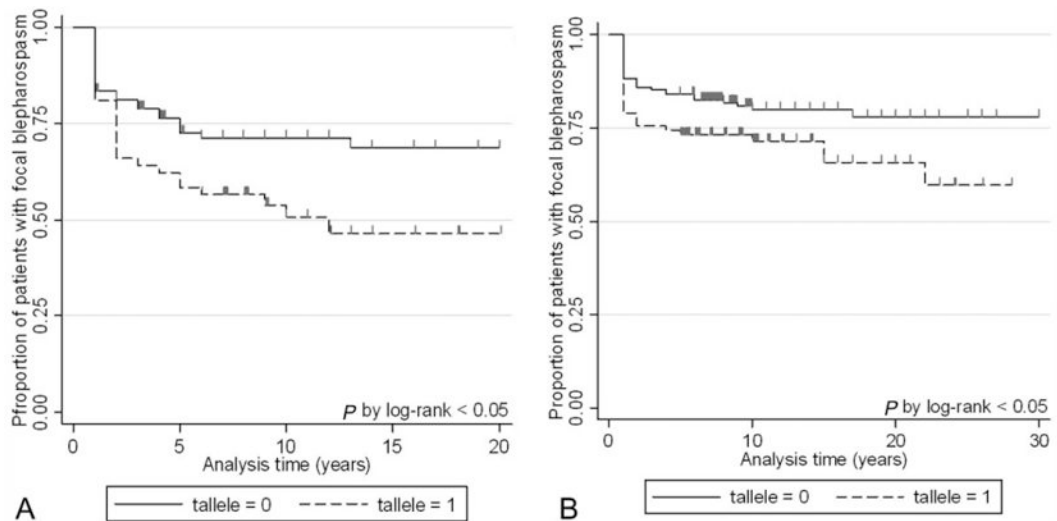 Pfroportion of patients with focal blepharospasm
1.00
0.75
0.50
0.25
0.00
P by log-rank < 0.05
0 5 10 15 20
Analysis time (years)
A
tallele = 0 tallele = 1
Proportion of patients with focal blepharospasm
1.00
0.75
0.50
0.25
0.00
P by log-rank < 0.05
0 10 20 30
Analysis time (years)
B
tallele = 0 tallele = 1